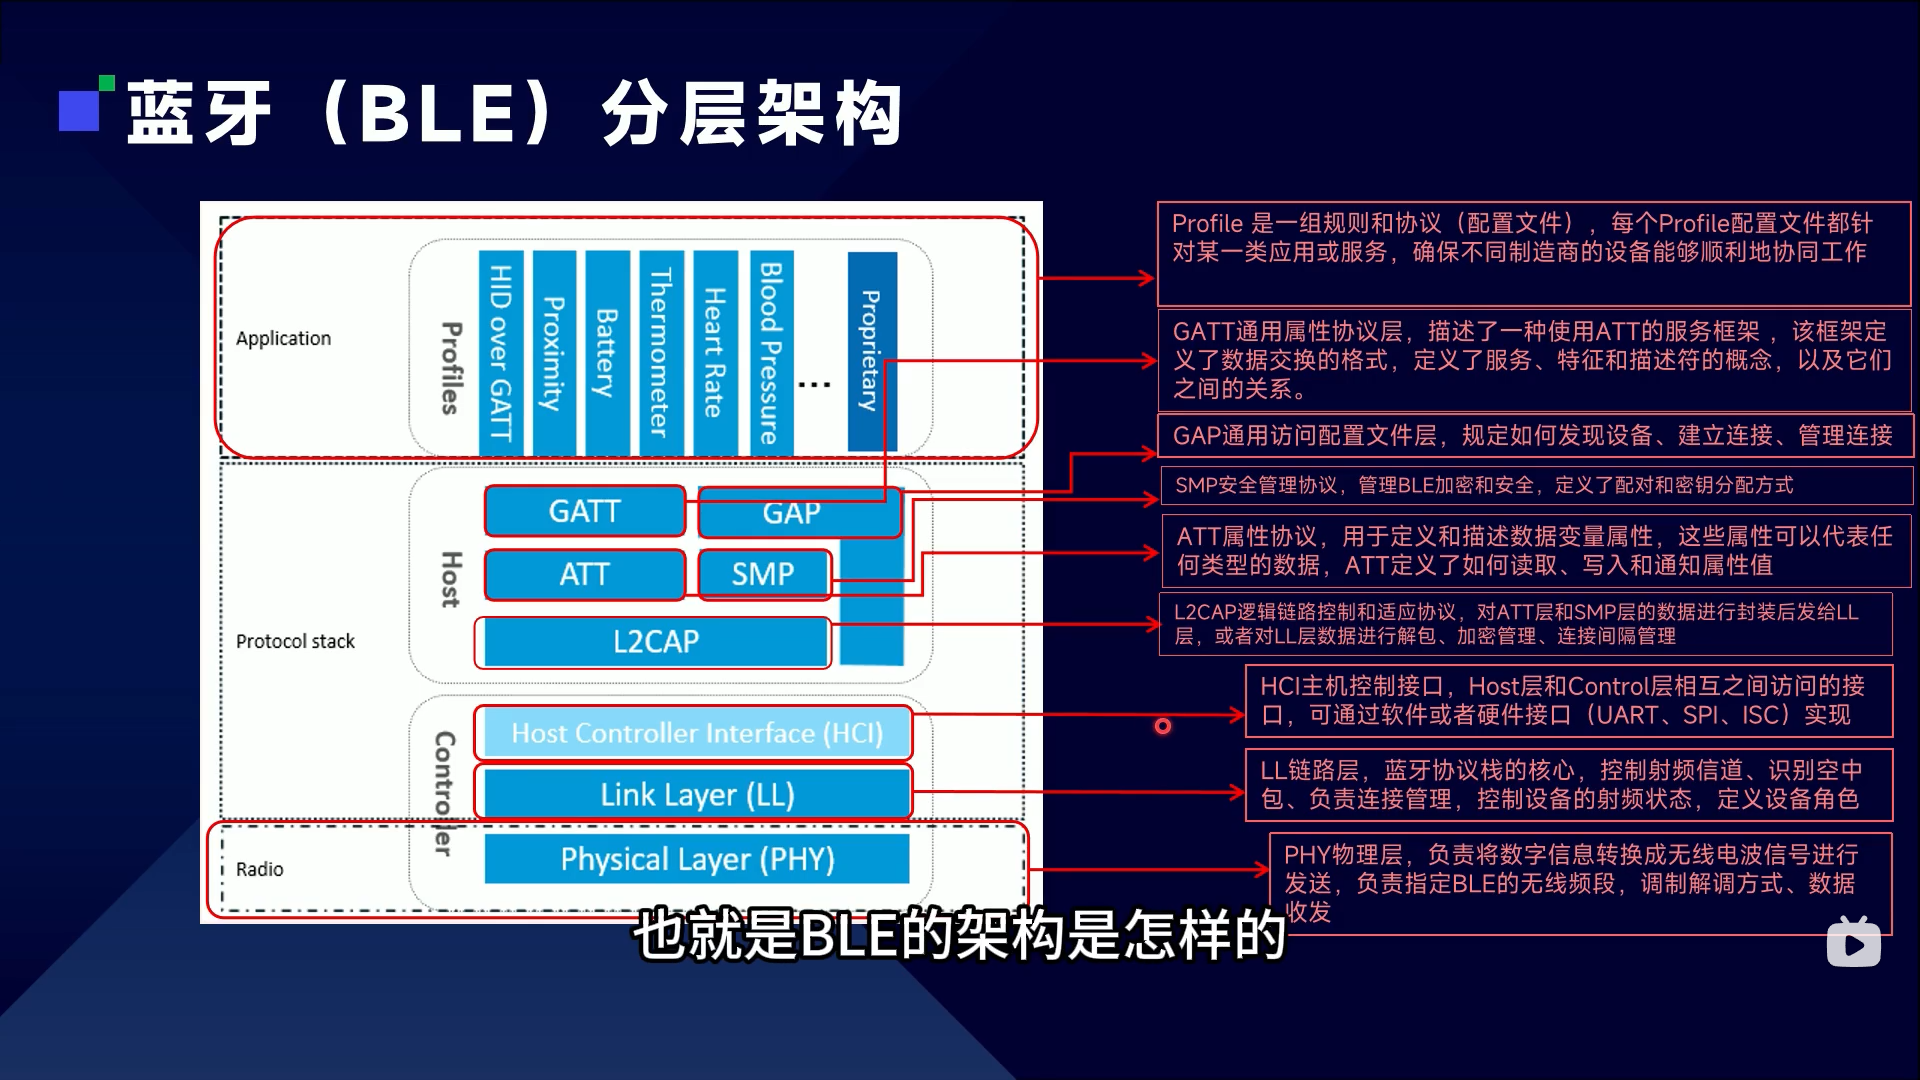 蓝牙（BLE）分层架构
Application
Profiles
HID over GATT
Proximity
Battery
Thermometer
Heart Rate
Blood Pressure
...
Proprietary
Protocol stack
Host
GATT
GAP
ATT
SMP
L2CAP
Controller
Host Controller Interface (HCI)
Link Layer (LL)
Radio
Physical Layer (PHY)
Profile 是一组规则和协议（配置文件），每个Profile配置文件都针
对某一类应用或服务，确保不同制造商的设备能够顺利地协同工作
GATT通用属性协议层，描述了一种使用ATT的服务框架 ，该框架定
义了数据交换的格式，定义了服务、特征和描述符的概念，以及它们
之间的关系。
GAP通用访问配置文件层，规定如何发现设备、建立连接、管理连接
SMP安全管理协议，管理BLE加密和安全，定义了配对和密钥分配方式
ATT属性协议，用于定义和描述数据变量属性，这些属性可以代表任
何类型的数据，ATT定义了如何读取、写入和通知属性值
L2CAP逻辑链路控制和适应协议，对ATT层和SMP层的数据进行封装后发给LL
层，或者对LL层数据进行解包、加密管理、连接间隔管理
HCI主机控制接口，Host层和Control层相互之间访问的接
口，可通过软件或者硬件接口（UART、SPI、ISC）实现
LL链路层，蓝牙协议栈的核心，控制射频信道、识别空中
包、负责连接管理，控制设备的射频状态，定义设备角色
PHY物理层，负责将数字信息转换成无线电波信号进行
发送，负责指定BLE的无线频段，调制解调方式、数据
收发
也就是BLE的架构是怎样的